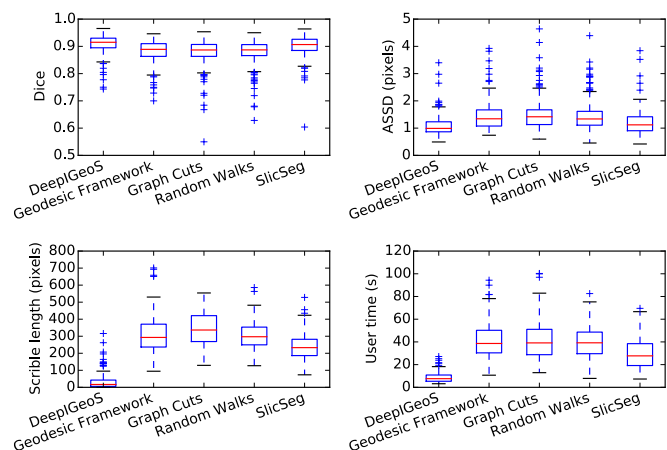 1.0
0.9
0.8
0.7
0.6
0.5
Dice
DeepIGeoS
Geodesic Framework
Graph Cuts
Random Walks
SlicSeg
5
4
3
2
1
0
ASSD (pixels)
DeepIGeoS
Geodesic Framework
Graph Cuts
Random Walks
SlicSeg
800
700
600
500
400
300
200
100
0
Scrible length (pixels)
DeepIGeoS
Geodesic Framework
Graph Cuts
Random Walks
SlicSeg
120
100
80
60
40
20
0
User time (s)
DeepIGeoS
Geodesic Framework
Graph Cuts
Random Walks
SlicSeg